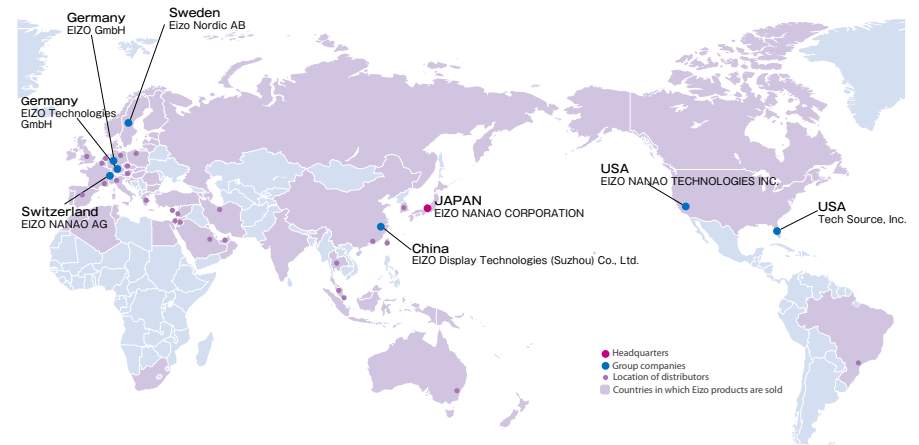 Sweden
Eizo Nordic AB
Germany
EIZO GmbH
Germany
EIZO Technologies
GmbH
Switzerland
EIZO NANAO AG
JAPAN
EIZO NANAO CORPORATION
China
EIZO Display Technologies (Suzhou) Co., Ltd.
USA
EIZO NANAO TECHNOLOGIES INC.
USA
Tech Source, Inc.
Headquarters
Group companies
Location of distributors
Countries in which Eizo products are sold